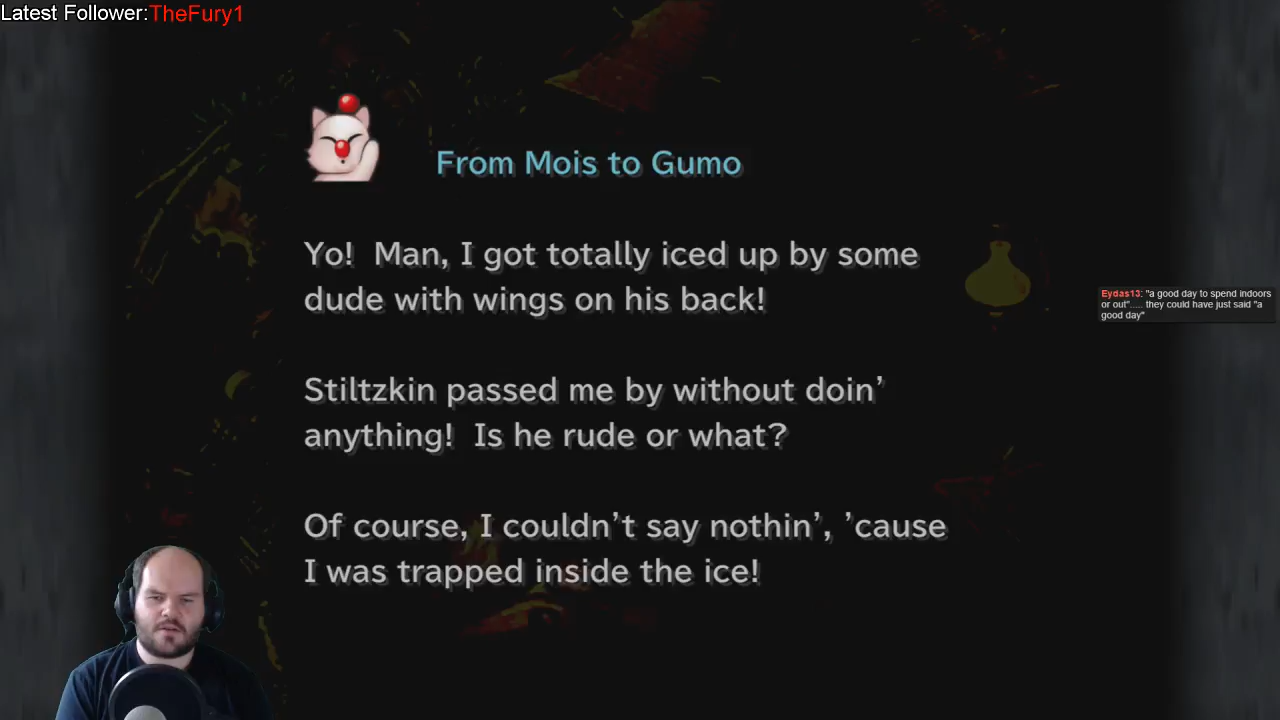 Latest Follower:TheFury1
From Mois to Gumo
Yo! Man, I got totally iced up by some
dude with wings on his back!
Stiltzkin passed me by without doin'
anything! Is he rude or what?
Of course, I couldn't say nothin', 'cause
I was trapped inside the ice!
Eydas13: "a good day to spend indoors
or out".... they could have just said "a
good day"